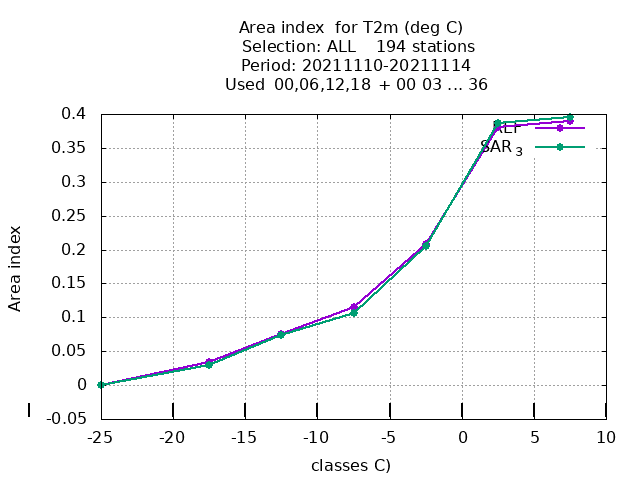 Area index for T2m (deg C)
Selection: ALL 194 stations
Period: 20211110-20211114
Used 00,06,12,18 + 00 03 ... 36
0.4
0.35
0.3
0.25
0.2
0.15
0.1
0.05
0
-0.05
Area index
SAR 3
-25 -20 -15 -10 -5 0 5 10
classes C)